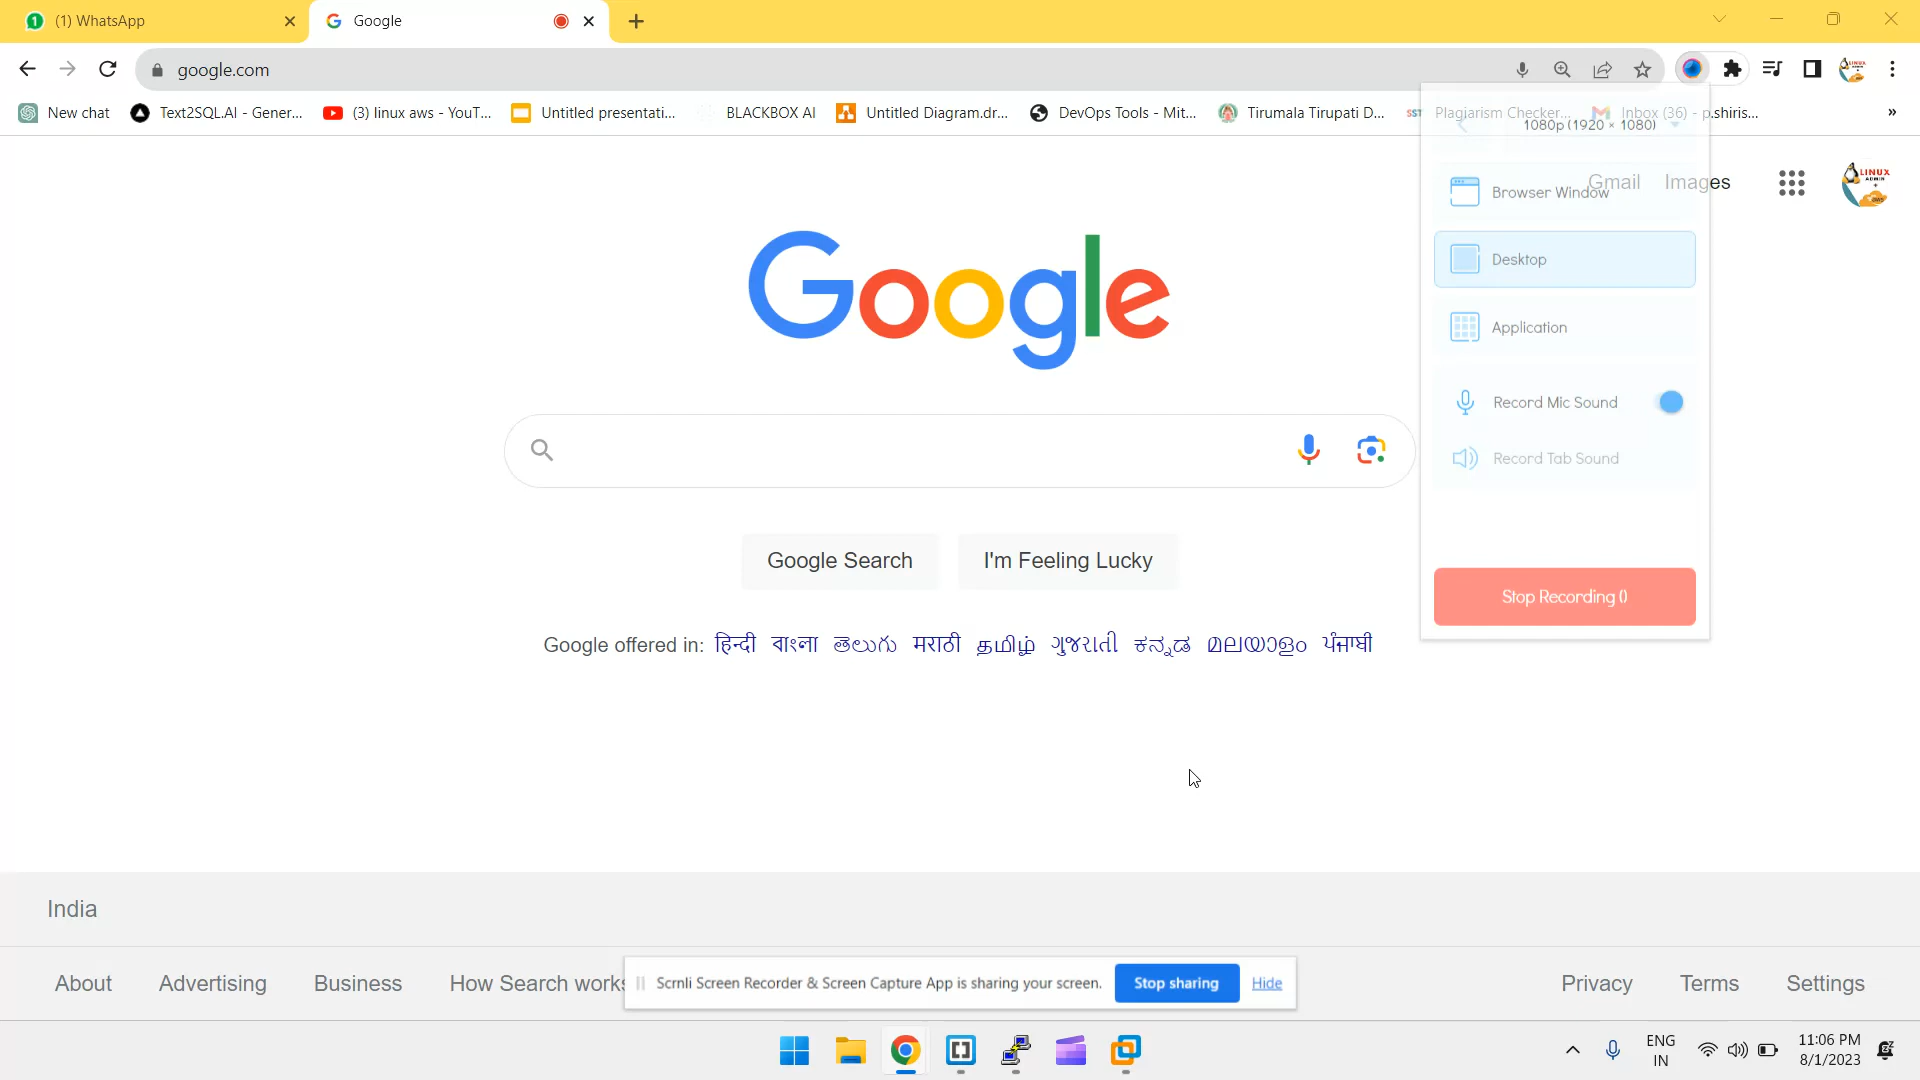 (1) WhatsApp
Google
google.com
New chat
Text2SQL.AI - Gener...
(3) linux aws - YouT...
Untitled presentati...
BLACKBOX AI
Untitled Diagram.dr...
DevOps Tools - Mit...
Tirumala Tirupati D...
SST
Plagiarism Checker...
Inbox (36) - p.shiris...
»
1080p (1920 × 1080)
Browser Window
Gmail
Images
LINUX
ADMIN
Desktop
Application
Record Mic Sound
Record Tab Sound
Stop Recording ()
Google
Google Search
I'm Feeling Lucky
Google offered in: हिन्दी বাংলা తెలుగు मराठी தமிழ் ગુજરાતી ಕನ್ನಡ മലയാളം ਪੰਜਾਬੀ
India
About
Advertising
Business
How Search works
Scrnli Screen Recorder & Screen Capture App is sharing your screen.
Stop sharing
Hide
Privacy
Terms
Settings
ENG
IN
11:06 PM
8/1/2023